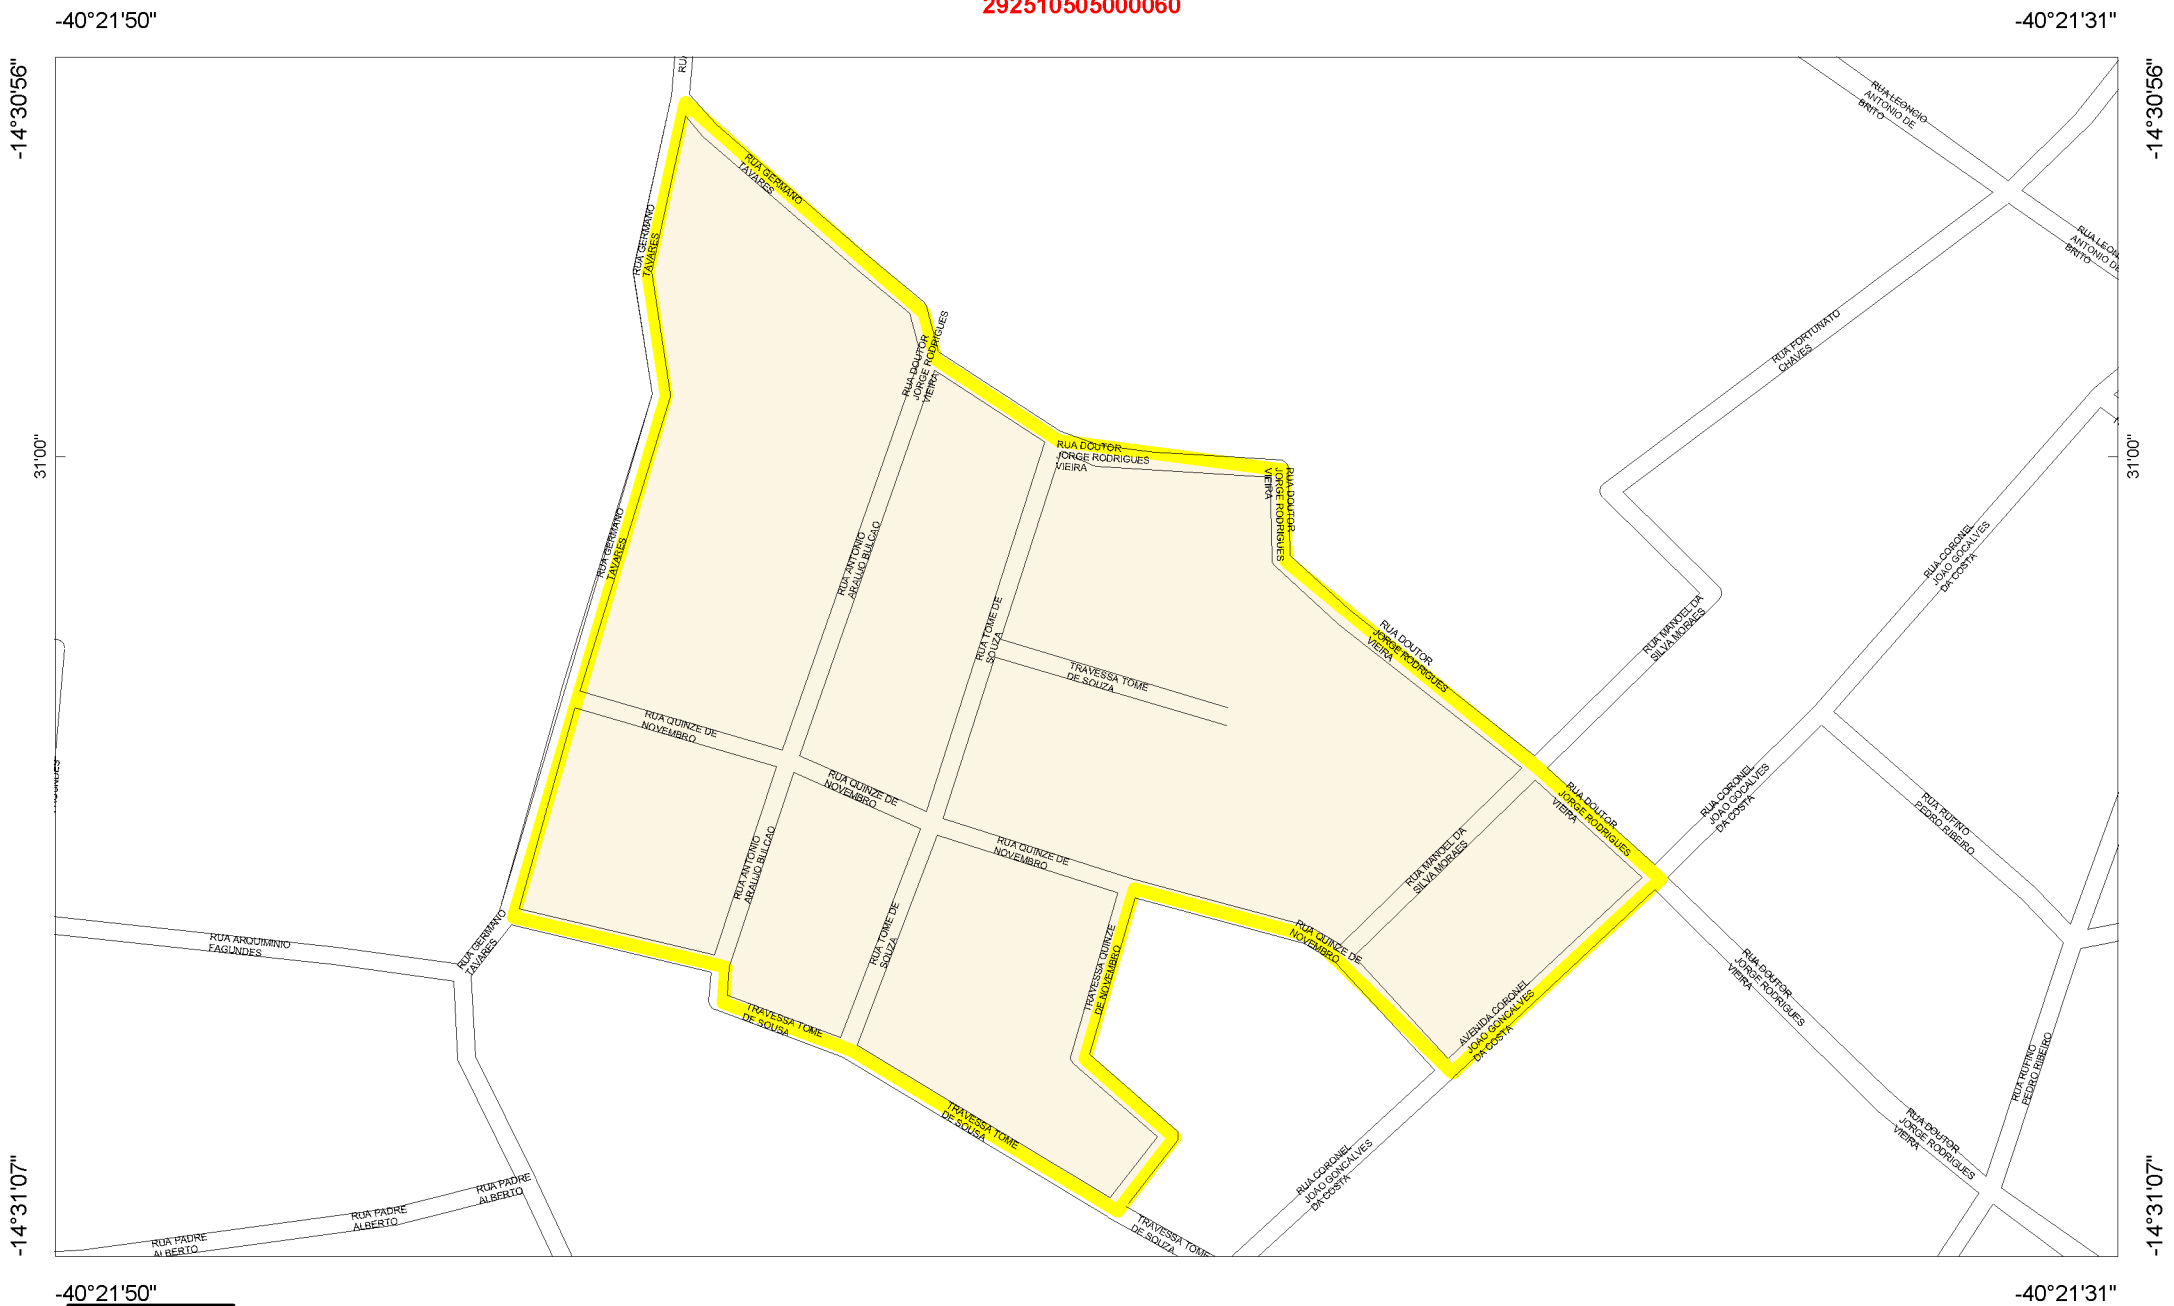 292510505000060
-40°21'50"
-40°21'31"
-14°30'56"
-14°30'56"
RUA LEONCIO
ANTONIO DE
BRITO
RUA GERMANO
TAVARES
RUA GERMANO
TAVARES
ANTONIO DE
BRITO
RUA DOUTOR
JORGE RODRIGUES
VIEIRA
RUA FORTUNATO
CHAVES
31'00"
31'00"
RUA DOUTOR
JORGE RODRIGUES
VIEIRA
RUA DOUTOR
JORGE RODRIGUES
VIEIRA
RUA GERMANO
TAVARES
RUA ANTONIO
ARAUJO BULCAO
RUA CORONEL
JOAO GOCALVES
DA COSTA
RUA TOME DE
SOUZA
TRAVESSA TOME
DE SOUZA
RUA DOUTOR
JORGE RODRIGUES
VIEIRA
RUA MANOEL DA
SILVA MORAES
RUA QUINZE DE
NOVEMBRO
RUA QUINZE DE
NOVEMBRO
RUA DOUTOR
JORGE RODRIGUES
VIEIRA
RUA CORONEL
JOAO GOCALVES
DA COSTA
RUA RUFINO
PEDRO RIBEIRO
RUA ANTONIO
ARAUJO BULCAO
RUA QUINZE DE
NOVEMBRO
RUA MANOEL DA
SILVA MORAES
RUA ARQUIMINIO
FAGUNDES
RUA GERMANO
TAVARES
RUA TOME DE
SOUZA
TRAVESSA QUINZE
DE NOVEMBRO
RUA QUINZE DE
NOVEMBRO
RUA DOUTOR
JORGE RODRIGUES
VIEIRA
TRAVESSA TOME
DE SOUSA
AVENIDA CORONEL
JOAO GONCALVES
DA COSTA
RUA RUFINO
PEDRO RIBEIRO
TRAVESSA TOME
DE SOUSA
RUA DOUTOR
JORGE RODRIGUES
VIEIRA
RUA CORONEL
JOAO GONCALVES
DA COSTA
RUA PADRE
ALBERTO
RUA PADRE
ALBERTO
RUA PADRE
ALBERTO
TRAVESSA TOME
DE SOUZA
-14°31'07"
-14°31'07"
-40°21'50"
-40°21'31"